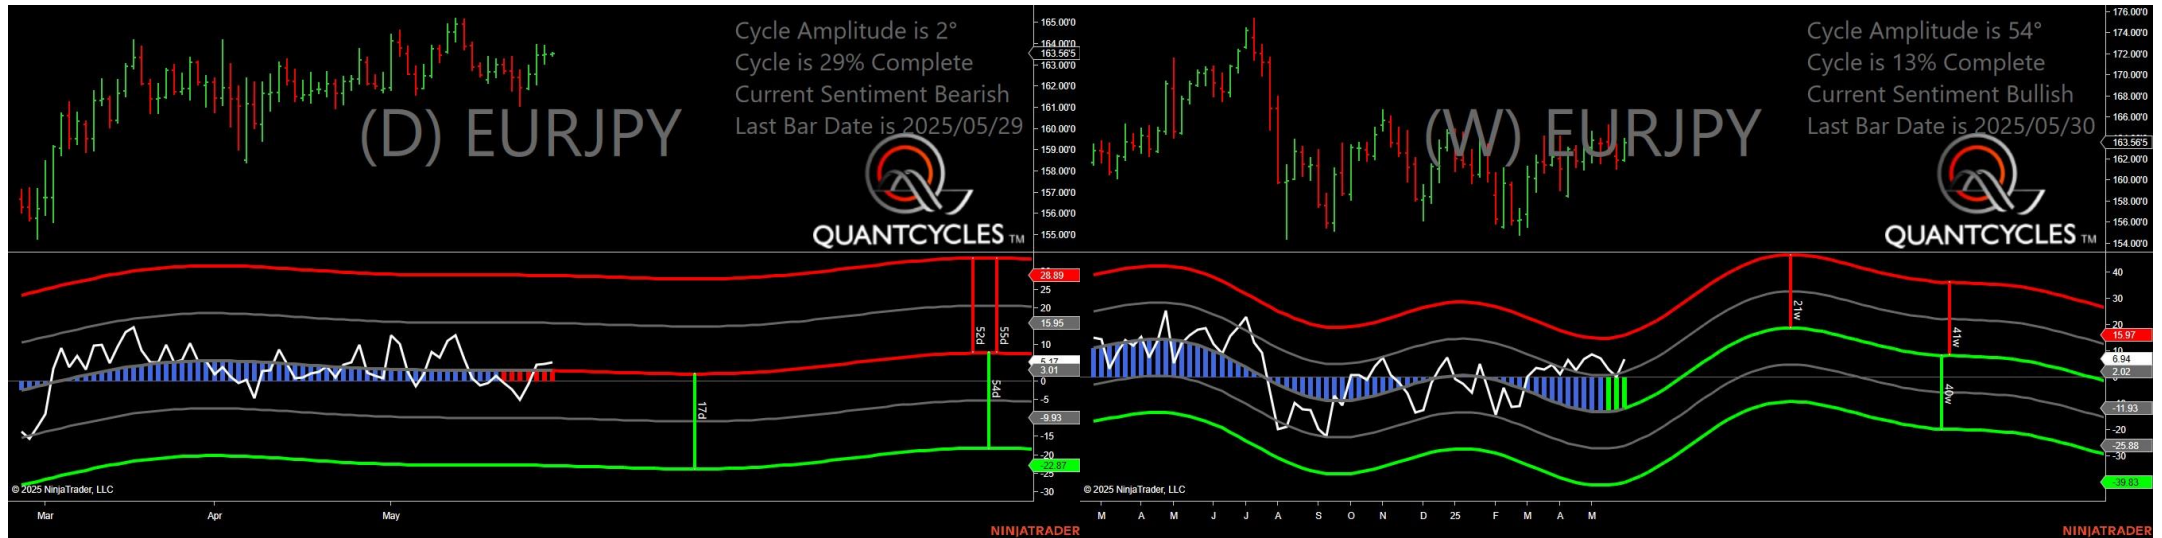 Cycle Amplitude is 2°
Cycle is 29% Complete
Current Sentiment Bearish
Last Bar Date is 2025/05/29
(D) EURJPY
QUANTCYCLES TM
165.00'0
164.00'0
163.56'5
163.00'0
162.00'0
161.00'0
160.00'0
159.00'0
158.00'0
157.00'0
156.00'0
155.00'0
28.89
25
20
15.95
10
5.17
3.01
0
-5
-9.93
-15
-20
-22.87
-25
-30
52d
55d
54d
17d
© 2025 NinjaTrader, LLC
Mar Apr May
NINJATRADER
Cycle Amplitude is 54°
Cycle is 13% Complete
Current Sentiment Bullish
Last Bar Date is 2025/05/30
(W) EURJPY
QUANTCYCLES TM
176.00'0
174.00'0
172.00'0
170.00'0
168.00'0
166.00'0
163.56'5
162.00'0
160.00'0
158.00'0
156.00'0
154.00'0
40
30
20
15.97
10
6.94
2.02
-11.93
-20
-25.88
-30
-39.83
21w
41w
40w
© 2025 NinjaTrader, LLC
M A M J J A S O N D 25 F M A M
NINJATRADER